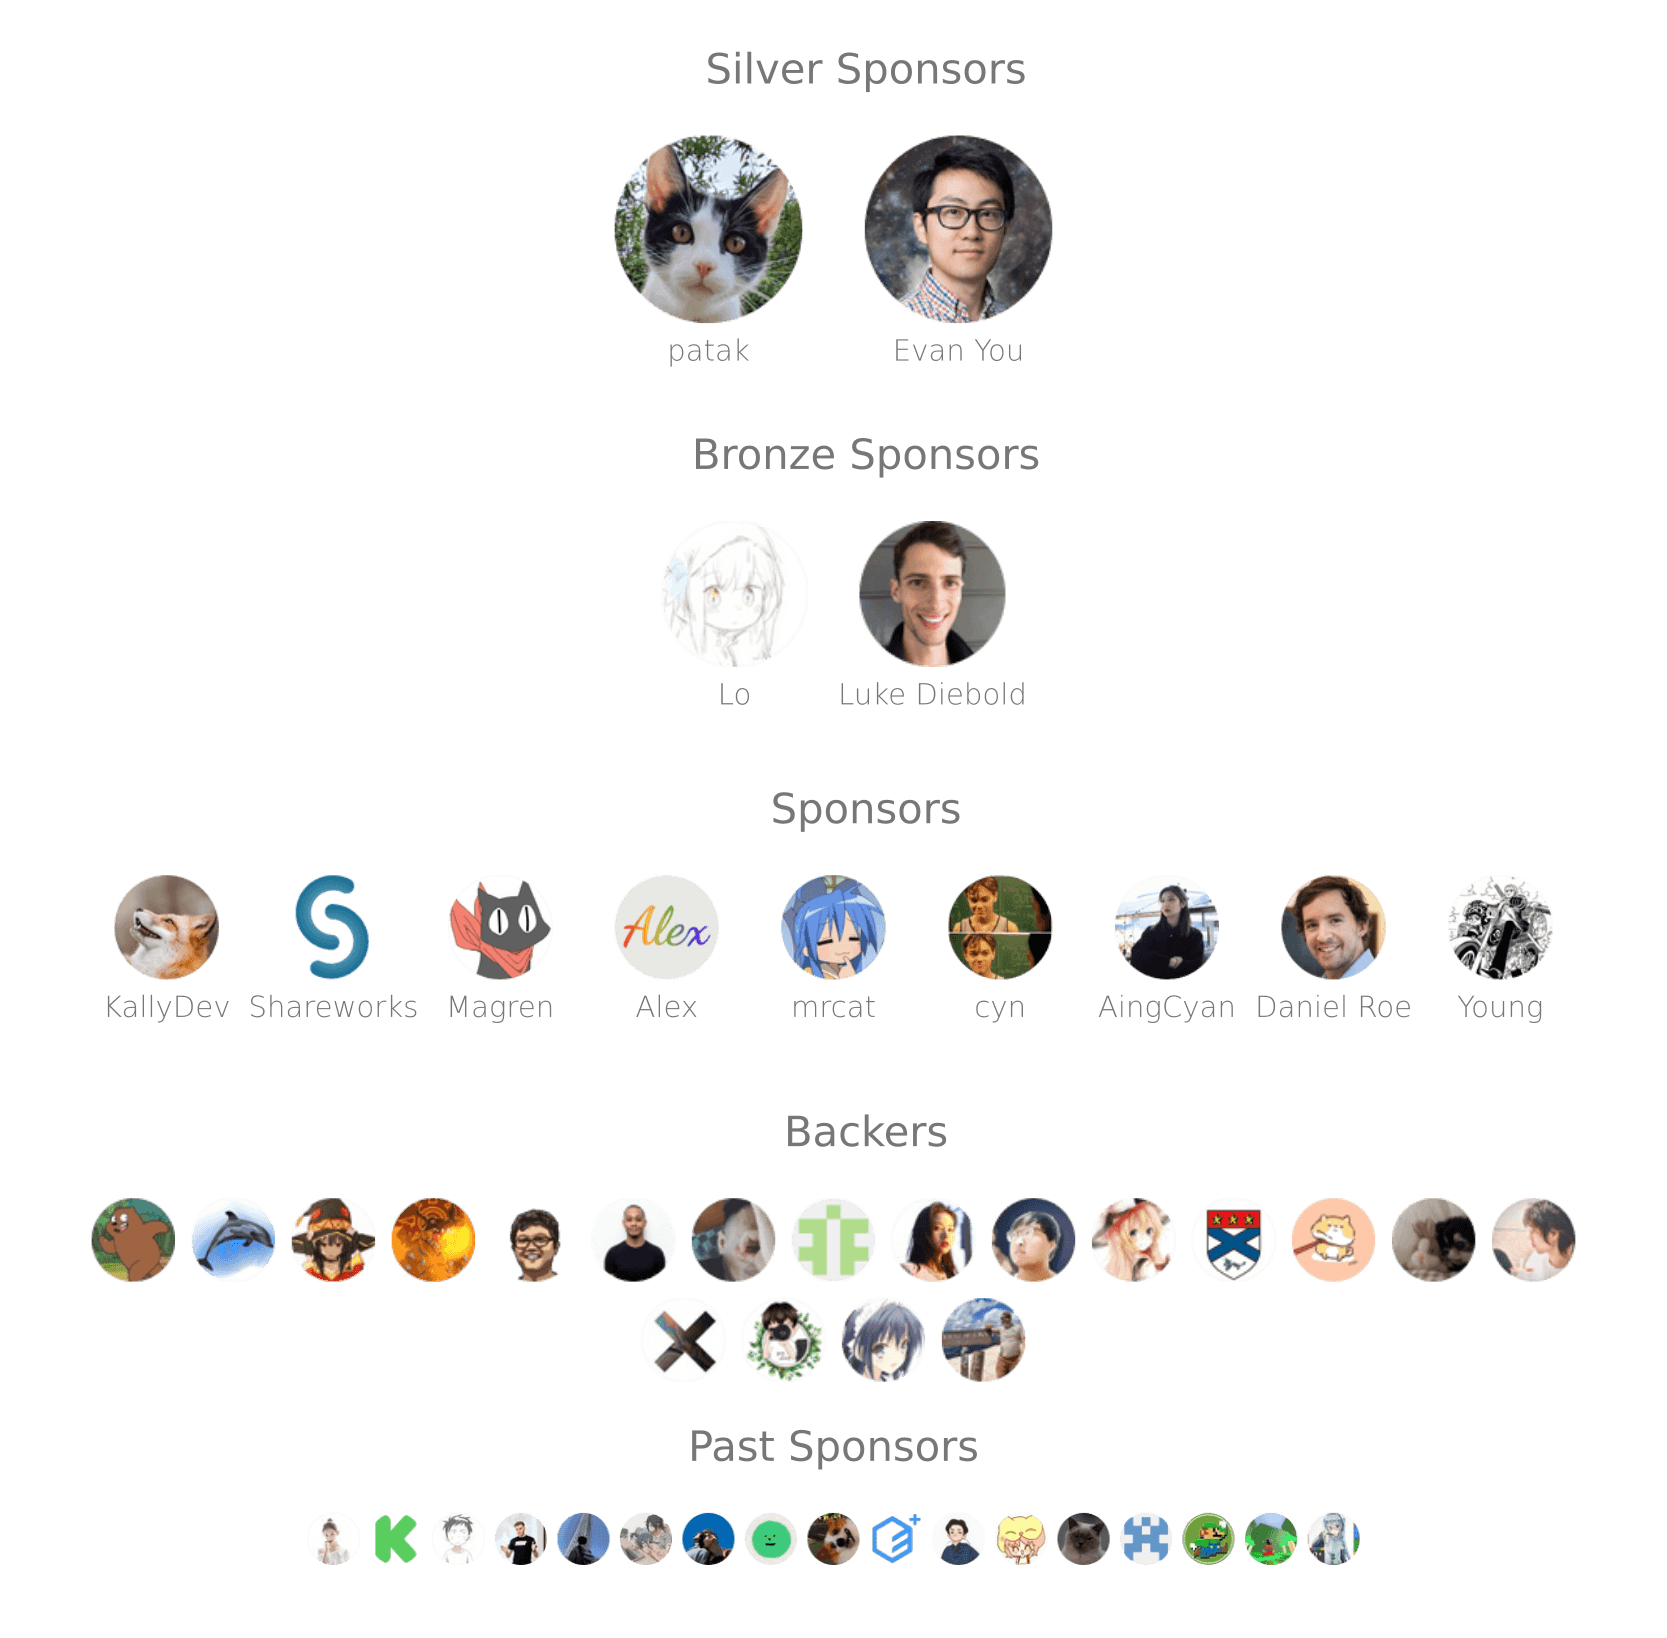 Silver Sponsors
patak
Evan You
Bronze Sponsors
Lo
Luke Diebold
Sponsors
Alex
KallyDev
Shareworks
Magren
Alex
mrcat
cyn
AingCyan
Daniel Roe
Young
Backers
Past Sponsors